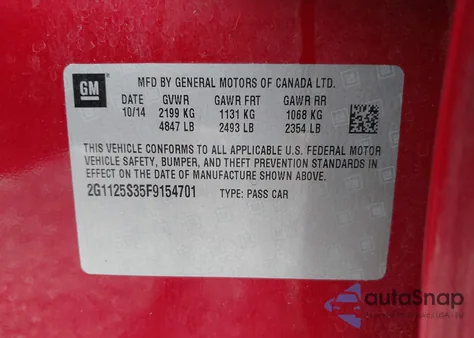 GM
MFD BY GENERAL MOTORS OF CANADA LTD.
DATE GVWR GAWR FRT GAWR RR
10/14 2199 KG 1131 KG 1068 KG
4847 LB 2493 LB 2354 LB
THIS VEHICLE CONFORMS TO ALL APPLICABLE U.S. FEDERAL MOTOR
VEHICLE SAFETY, BUMPER, AND THEFT PREVENTION STANDARDS IN
EFFECT ON THE DATE OF MANUFACTURE SHOWN ABOVE.
2G1125S35F9154701 TYPE: PASS CAR
autoSnap